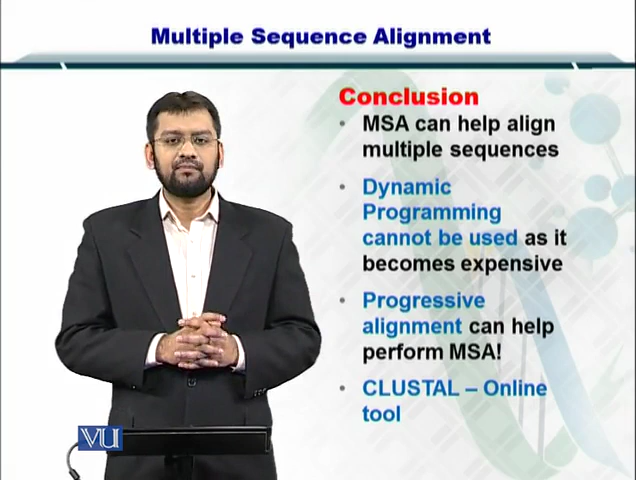 Multiple Sequence Alignment
Conclusion
• MSA can help align
multiple sequences
• Dynamic
Programming
cannot be used as it
becomes expensive
• Progressive
alignment can help
perform MSA!
• CLUSTAL – Online
tool
VU